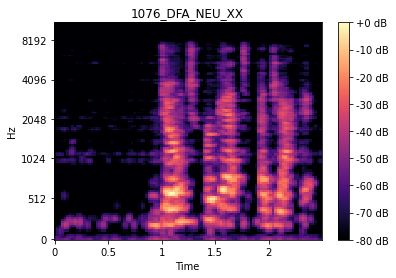 1076_DFA_NEU_XX
8192
4096
2048
1024
512
0
Hz
0 0.5 1 1.5 2
Time
+0 dB
-10 dB
-20 dB
-30 dB
-40 dB
-50 dB
-60 dB
-70 dB
-80 dB